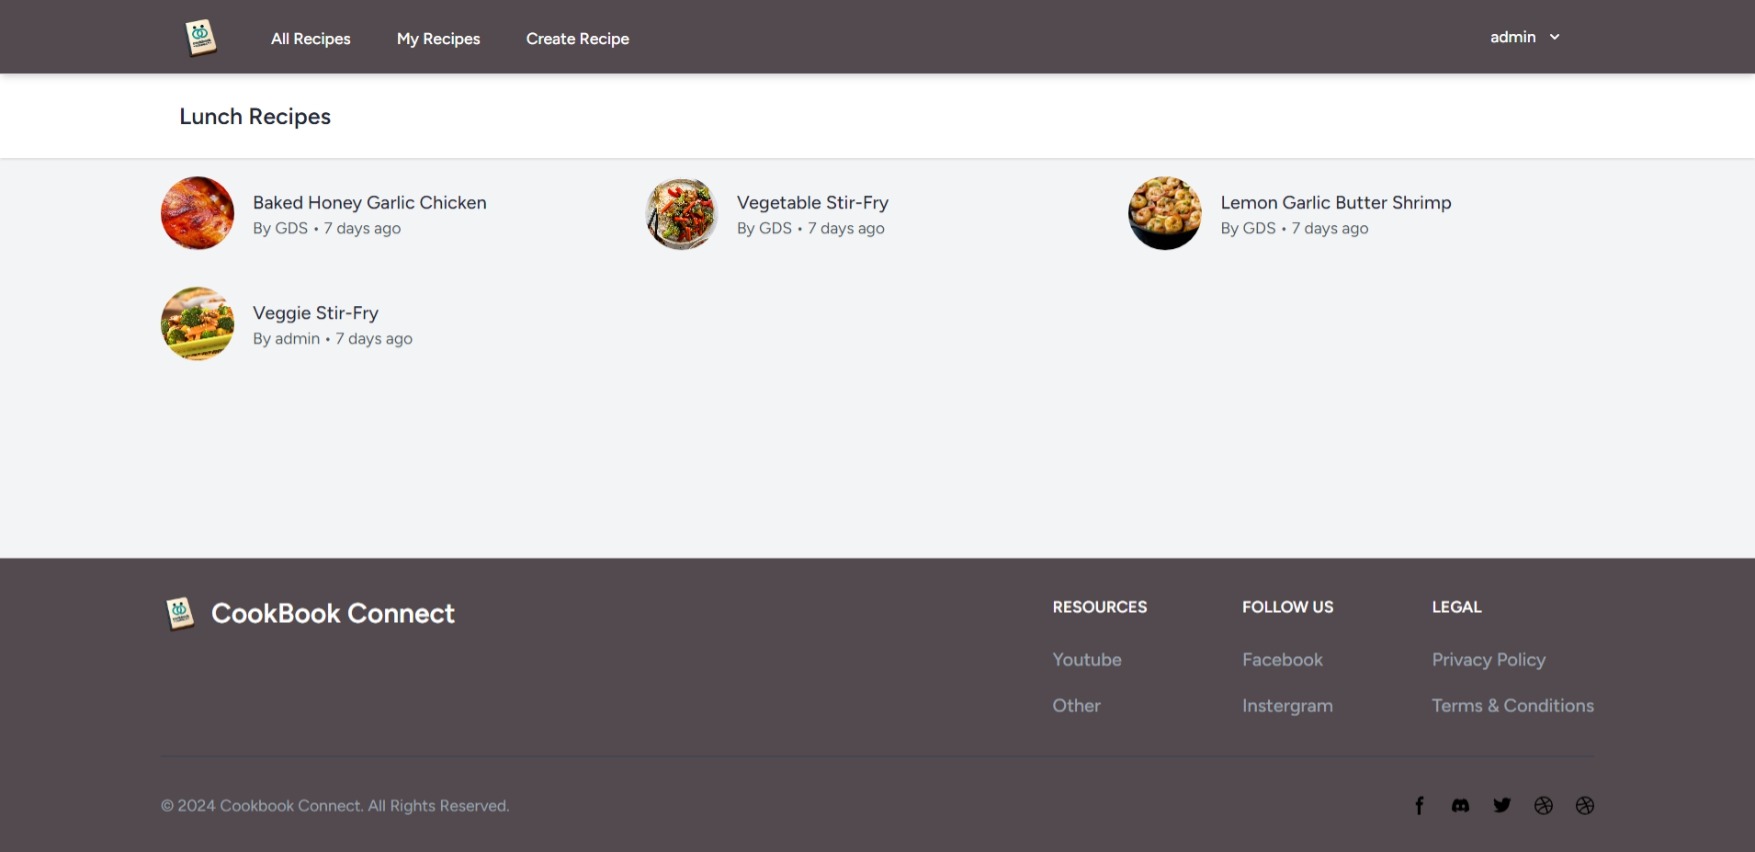 All Recipes
My Recipes
Create Recipe
admin
Lunch Recipes
Baked Honey Garlic Chicken
By GDS • 7 days ago
Vegetable Stir-Fry
By GDS • 7 days ago
Lemon Garlic Butter Shrimp
By GDS • 7 days ago
Veggie Stir-Fry
By admin • 7 days ago
CookBook Connect
RESOURCES
Youtube
Other
FOLLOW US
Facebook
Instergram
LEGAL
Privacy Policy
Terms & Conditions
© 2024 Cookbook Connect. All Rights Reserved.